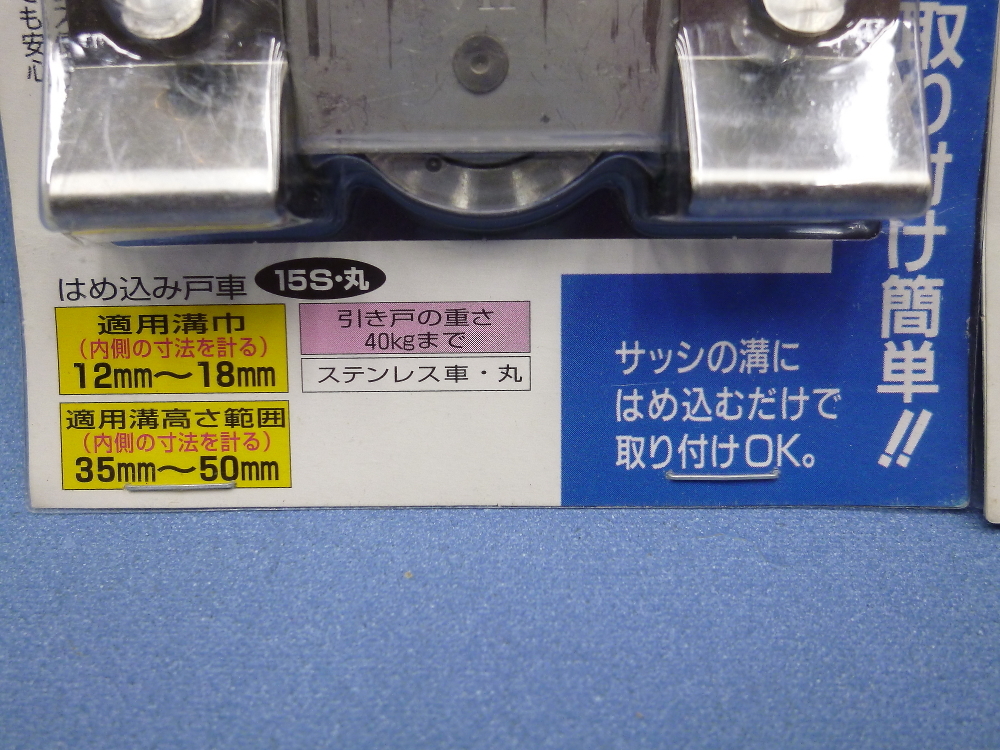 も安心
取り付け簡単!!
はめ込み戸車 15S・丸
適用溝巾
(内側の寸法を計る)
12mm～18mm
適用溝高さ範囲
(内側の寸法を計る)
35mm～50mm
引き戸の重さ
40kgまで
ステンレス車・丸
サッシの溝に
はめ込むだけで
取り付けOK。